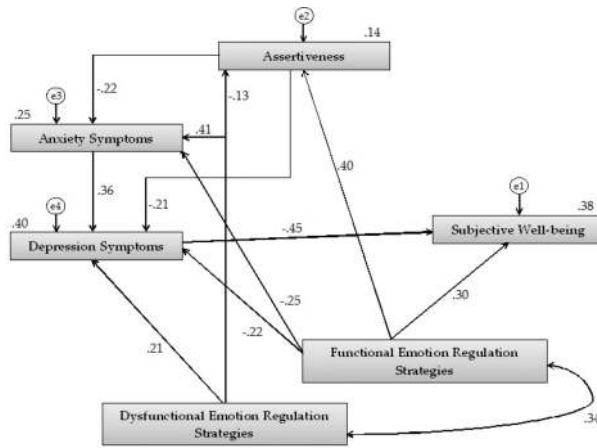 e2
.14
Assertiveness
-.22
-.13
e3
.25
.41
Anxiety Symptoms
.40
.36
-.21
e4
e1
.40
.38
-.45
Depression Symptoms
Subjective Well-being
-.25
.30
-.22
.21
Functional Emotion Regulation
Strategies
Dysfunctional Emotion Regulation
Strategies